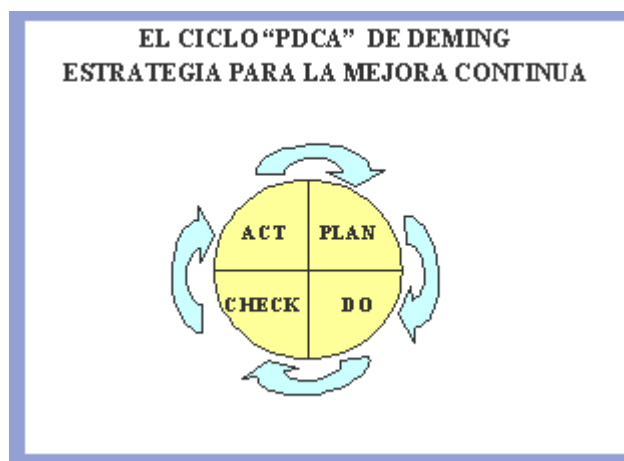 EL CICLO “PDCA” DE DEMING
ESTRATEGIA PARA LA MEJORA CONTINUA
ACT PLAN
CHECK DO